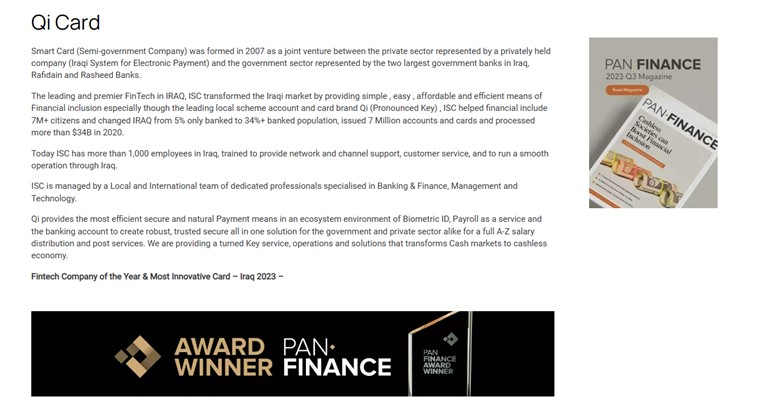 Qi Card
Smart Card (Semi-government Company) was formed in 2007 as a joint venture between the private sector represented by a privately held
company (Iraqi System for Electronic Payment) and the government sector represented by the two largest government banks in Iraq,
Rafidain and Rasheed Banks.
The leading and premier FinTech in IRAQ, ISC transformed the Iraqi market by providing simple , easy , affordable and efficient means of
Financial inclusion especially though the leading local scheme account and card brand Qi (Pronounced Key) , ISC helped financial include
7M+ citizens and changed IRAQ from 5% only banked to 34%+ banked population, issued 7 Million accounts and cards and processed
more than $34B in 2020.
Today ISC has more than 1,000 employees in Iraq, trained to provide network and channel support, customer service, and to run a smooth
operation through Iraq.
ISC is managed by a Local and International team of dedicated professionals specialised in Banking & Finance, Management and
Technology.
Qi provides the most efficient secure and natural Payment means in an ecosystem environment of Biometric ID, Payroll as a service and
the banking account to create robust, trusted secure all in one solution for the government and private sector alike for a full A-Z salary
distribution and post services. We are providing a turned Key service, operations and solutions that transforms Cash markets to cashless
economy.
Fintech Company of the Year & Most Innovative Card – Iraq 2023 –
AWARD
WINNER
PAN
FINANCE
PAN
FINANCE
AWARD
WINNER
PAN FINANCE
2023 Q3 Magazine
Read Magazine
PAN FINANCE
Cashless
Societies can
Boost Financial
Inclusion